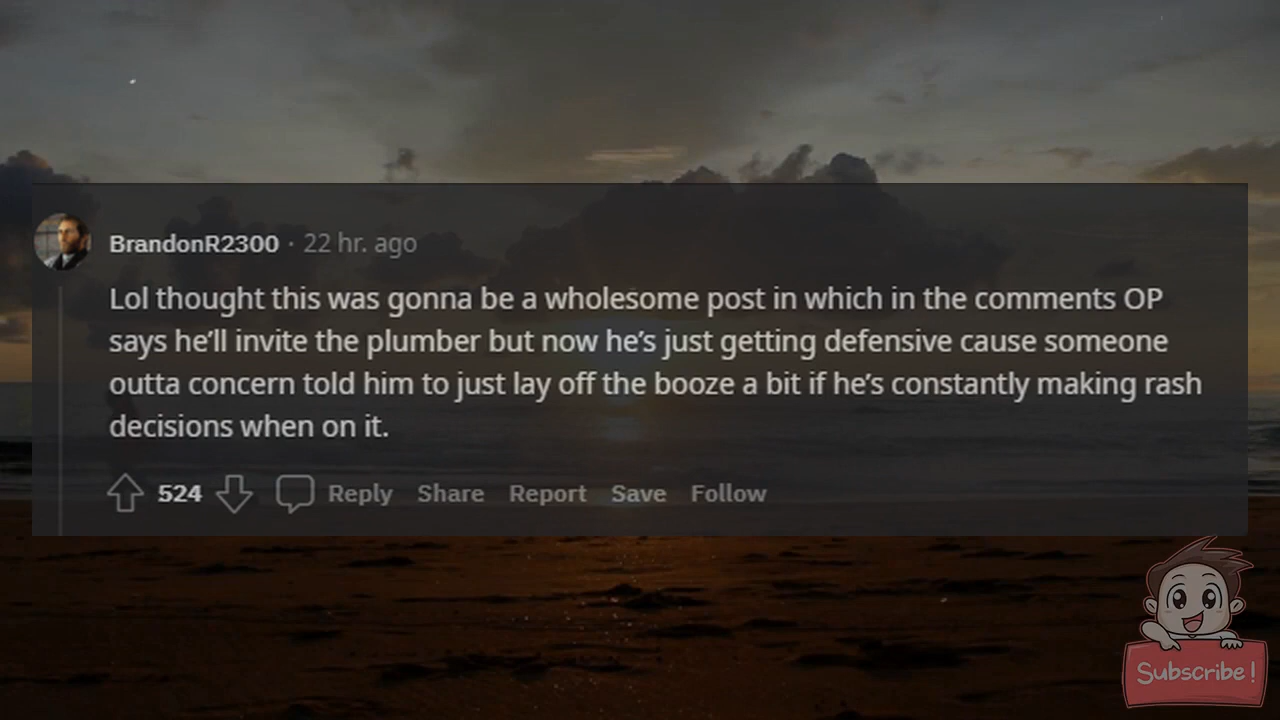 BrandonR2300 · 22 hr. ago
Lol thought this was gonna be a wholesome post in which in the comments OP
says he’ll invite the plumber but now he’s just getting defensive cause someone
outta concern told him to just lay off the booze a bit if he’s constantly making rash
decisions when on it.
524 Reply Share Report Save Follow
Subscribe!